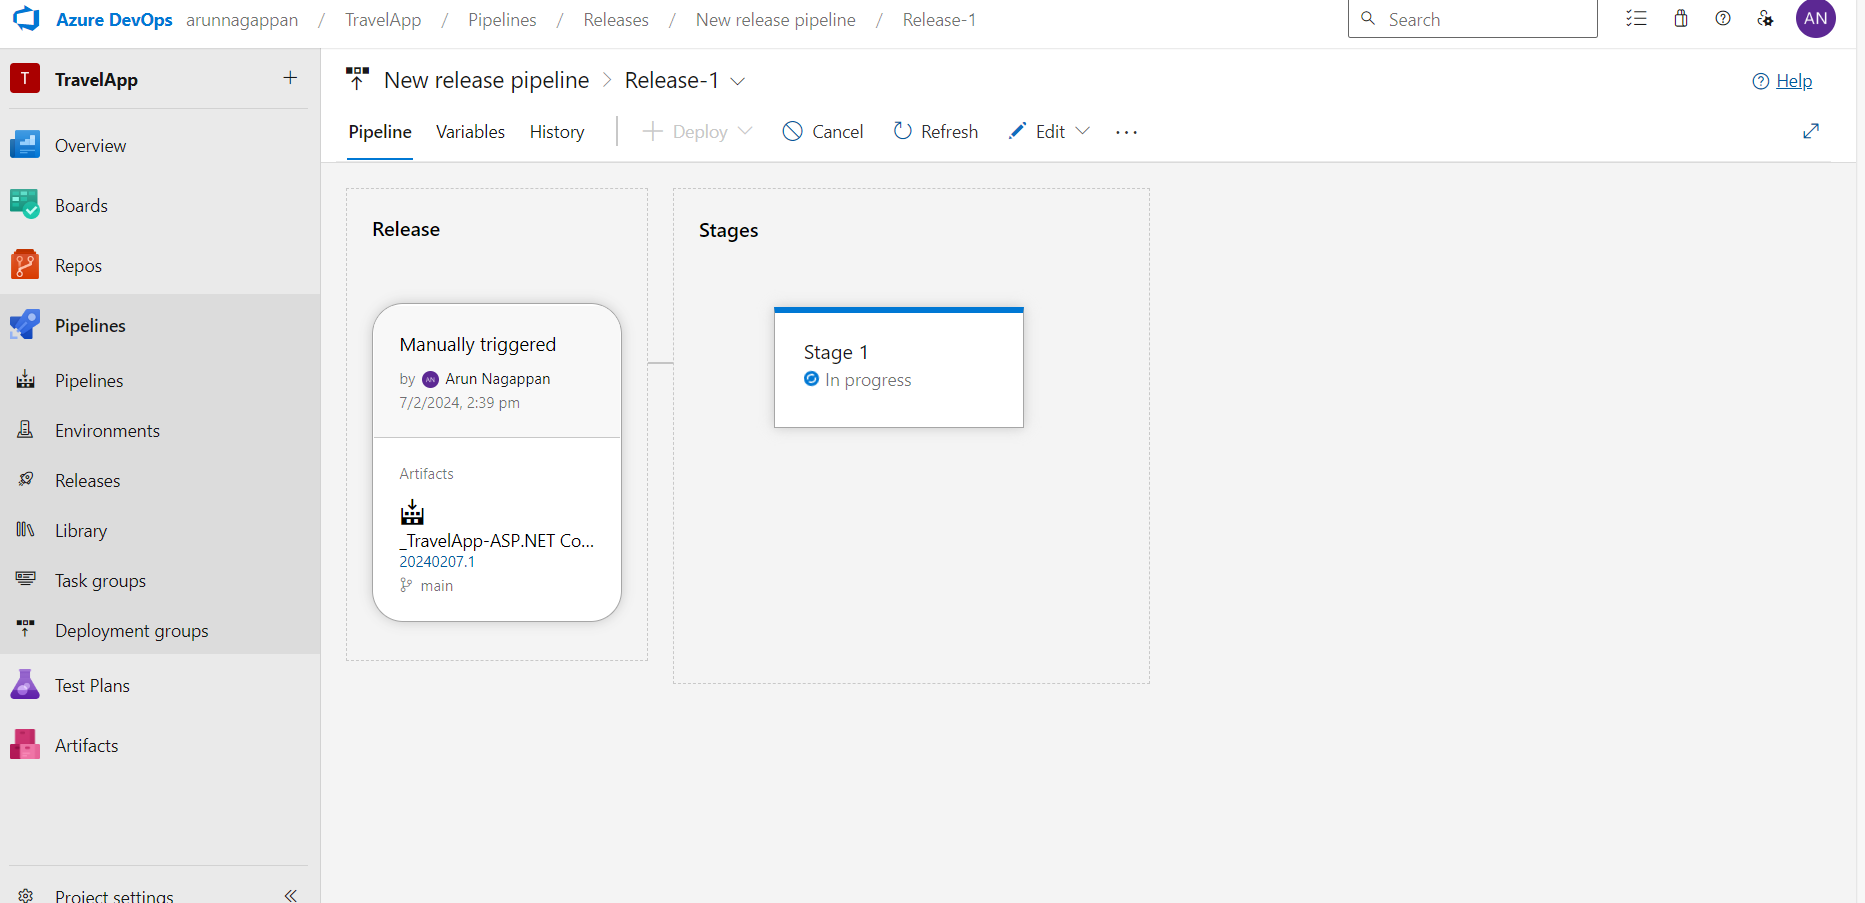 Azure DevOps arunnagappan / TravelApp / Pipelines / Releases / New release pipeline / Release-1
Search
AN
T TravelApp
New release pipeline > Release-1
Help
Pipeline Variables History Deploy Cancel Refresh Edit ...
Overview
Boards
Repos
Pipelines
Pipelines
Environments
Releases
Library
Task groups
Deployment groups
Test Plans
Artifacts
Project settings
Release
Manually triggered
by AN Arun Nagappan
7/2/2024, 2:39 pm
Artifacts
_TravelApp-ASP.NET Co...
20240207.1
main
Stages
Stage 1
In progress